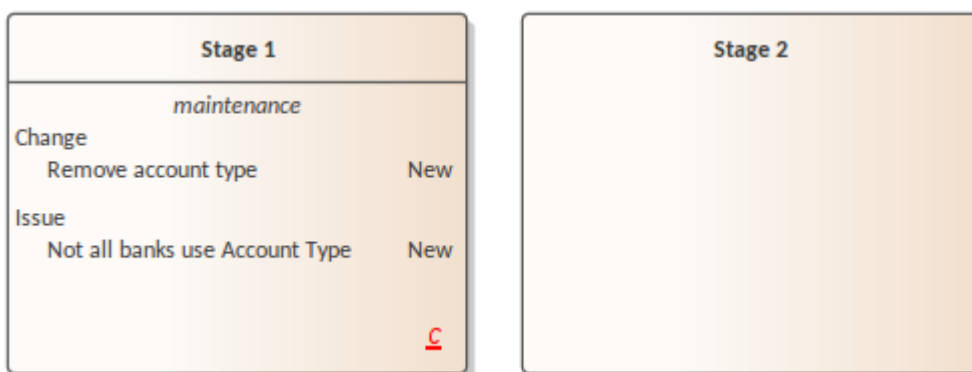 Stage 1
maintenance
Change
Remove account type New
Issue
Not all banks use Account Type New
C
Stage 2